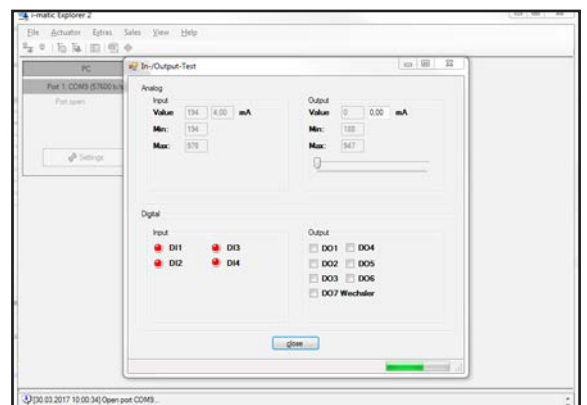 i-matic Explorer 2
File Actuator Extras Sales View Help
PC
Port 1: COM9 (57600 b/s)
Port open
Settings
In-/Output-Test
Analog
Input
Value 194 4,00 mA
Min: 194
Max: 978
Output
Value 0 0,00 mA
Min: 188
Max: 947
Digital
Input
DI1 DI3
DI2 DI4
Output
DO1 DO4
DO2 DO5
DO3 DO6
DO7 Wechsler
close
[30.03.2017 10:00:34] Open port COM9...